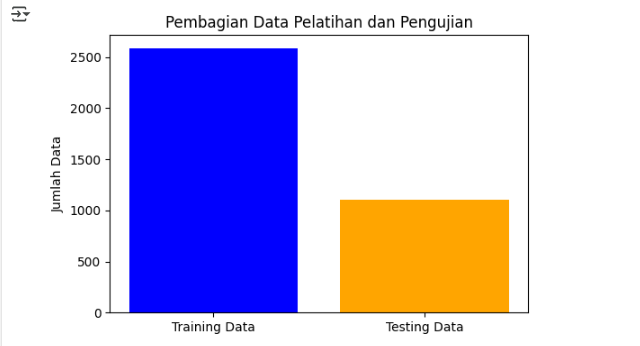 Pembagian Data Pelatihan dan Pengujian
Jumlah Data
2500
2000
1500
1000
500
0
Training Data
Testing Data